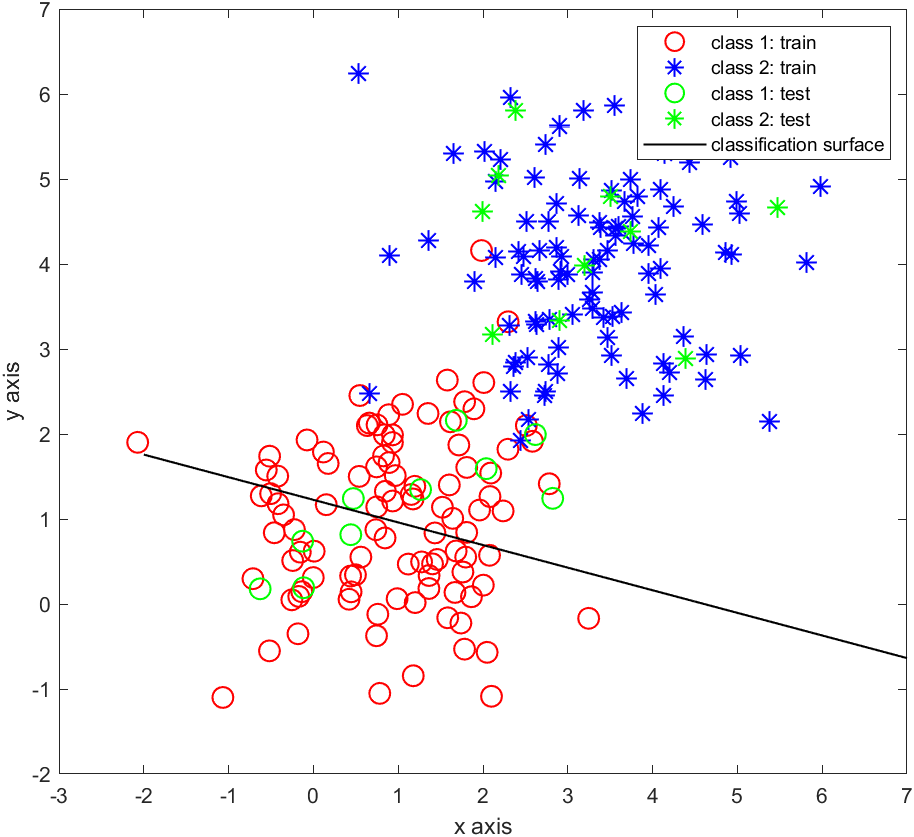 7
6
5
4
3
2
1
0
-1
-2
y axis
class 1: train
class 2: train
class 1: test
class 2: test
classification surface
-3 -2 -1 0 1 2 3 4 5 6 7
x axis